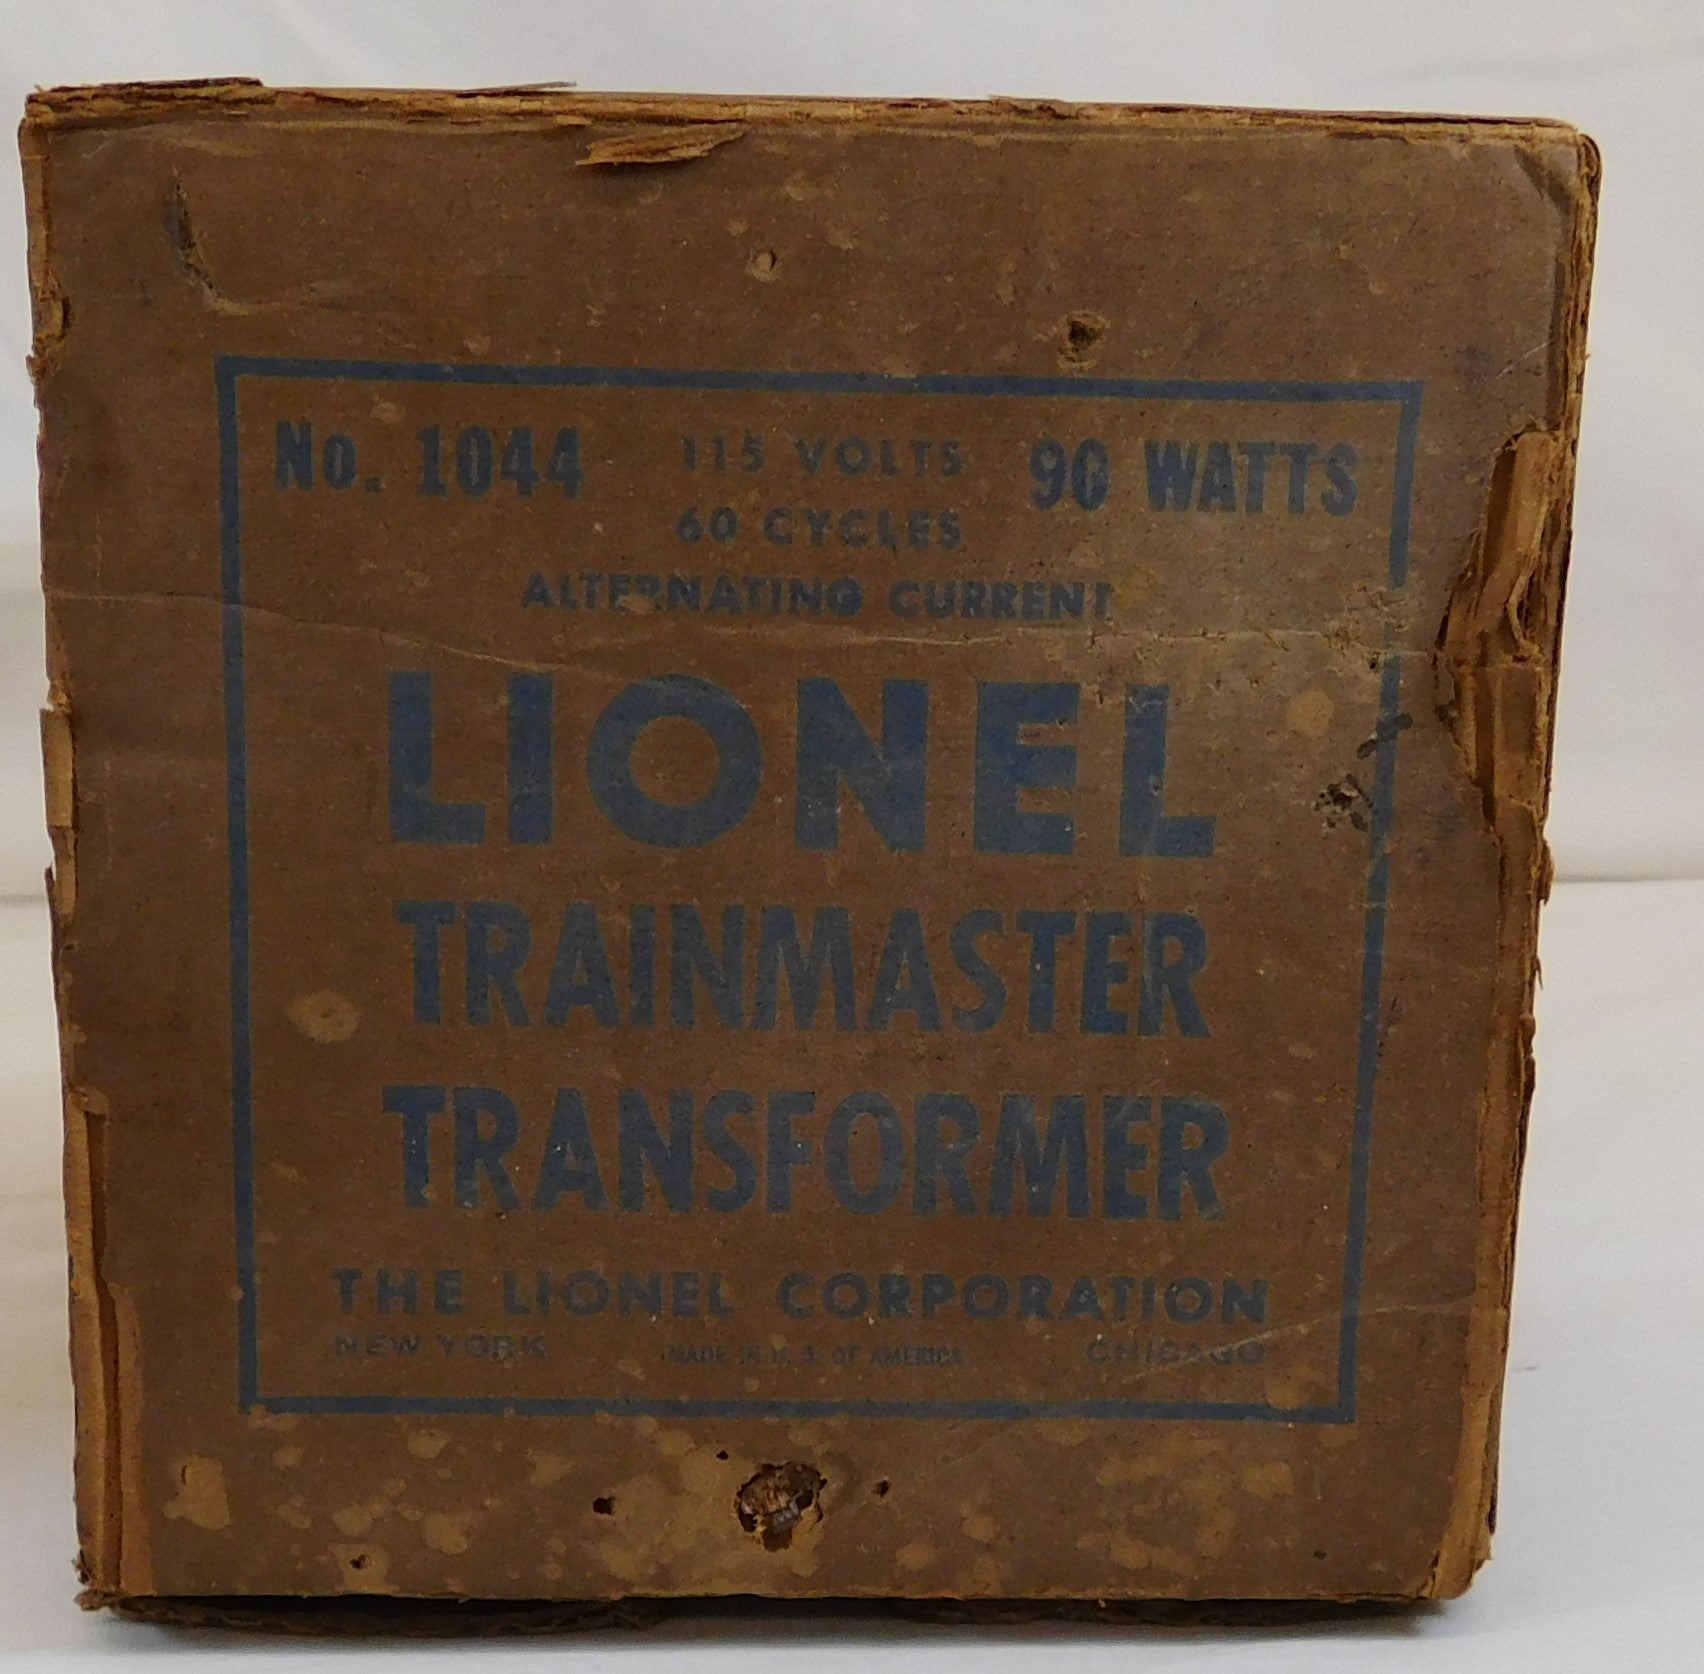 No. 1044 115 VOLTS 90 WATTS
60 CYCLES
ALTERNATING CURRENT
LIONEL
TRAINMASTER
TRANSFORMER
THE LIONEL CORPORATION
NEW YORK MADE IN U. S. OF AMERICA CHICAGO